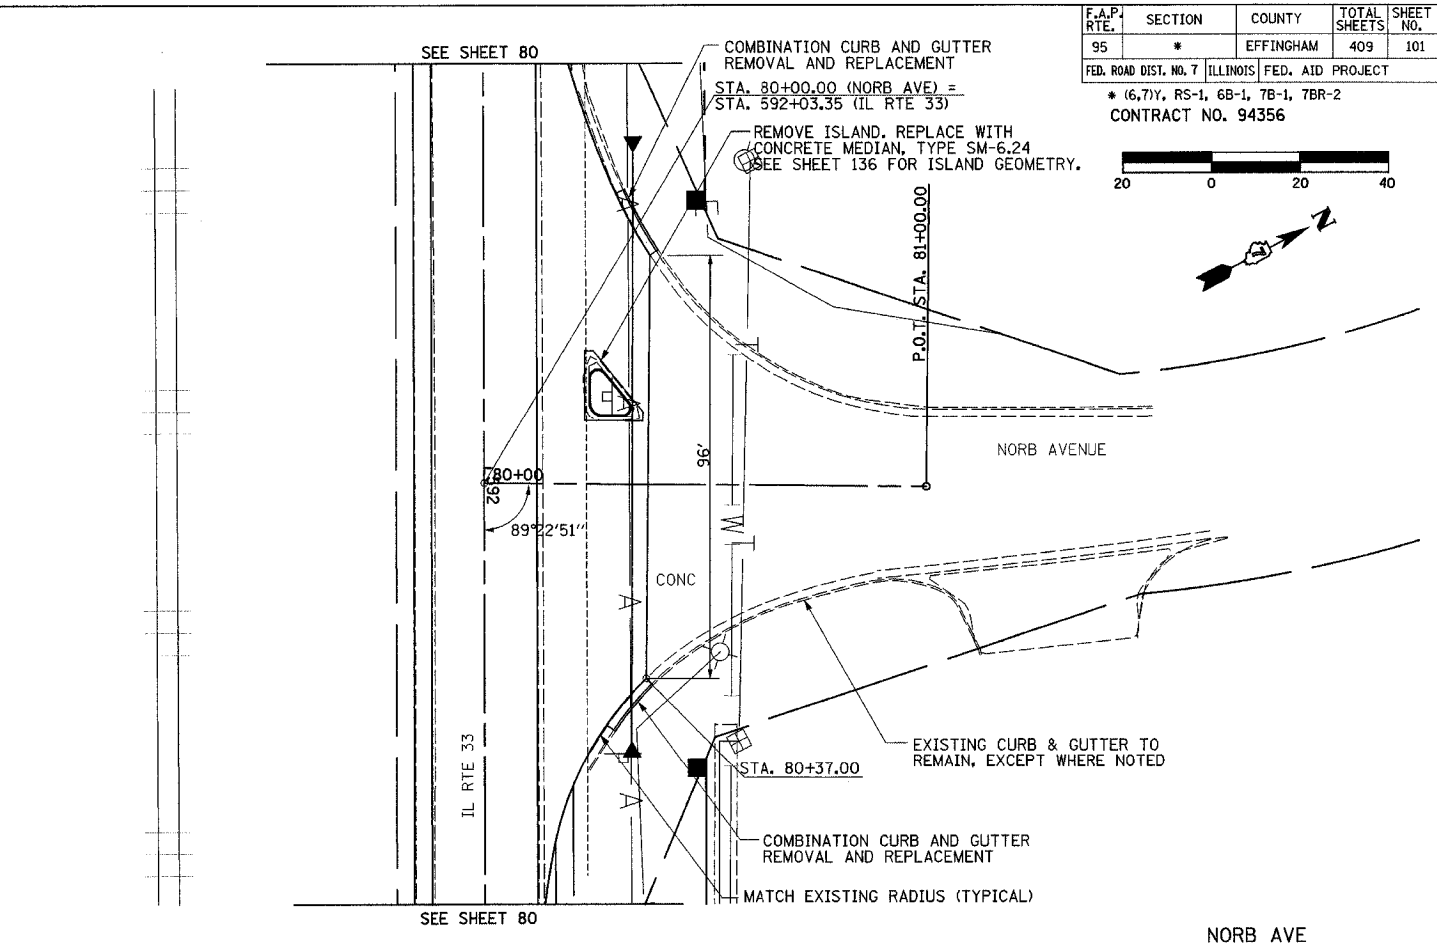 F.A.P. RTE. SECTION COUNTY TOTAL SHEETS SHEET NO.
95 * EFFINGHAM 409 101
FED. ROAD DIST. NO. 7 ILLINOIS FED. AID PROJECT
* (6,7)Y, RS-1, 6B-1, 7B-1, 7BR-2
CONTRACT NO. 94356
20 0 20 40
N
SEE SHEET 80
COMBINATION CURB AND GUTTER
REMOVAL AND REPLACEMENT
STA. 80+00.00 (NORB AVE) =
STA. 592+03.35 (IL RTE 33)
REMOVE ISLAND. REPLACE WITH
CONCRETE MEDIAN, TYPE SM-6.24
SEE SHEET 136 FOR ISLAND GEOMETRY.
P.O.T. STA. 81+00.00
A
A
T
NORB AVENUE
96'
80+00
592
89°22'51"
W
T
CONC
A
A
IL RTE 33
STA. 80+37.00
EXISTING CURB & GUTTER TO
REMAIN, EXCEPT WHERE NOTED
COMBINATION CURB AND GUTTER
REMOVAL AND REPLACEMENT
MATCH EXISTING RADIUS (TYPICAL)
SEE SHEET 80
NORB AVE